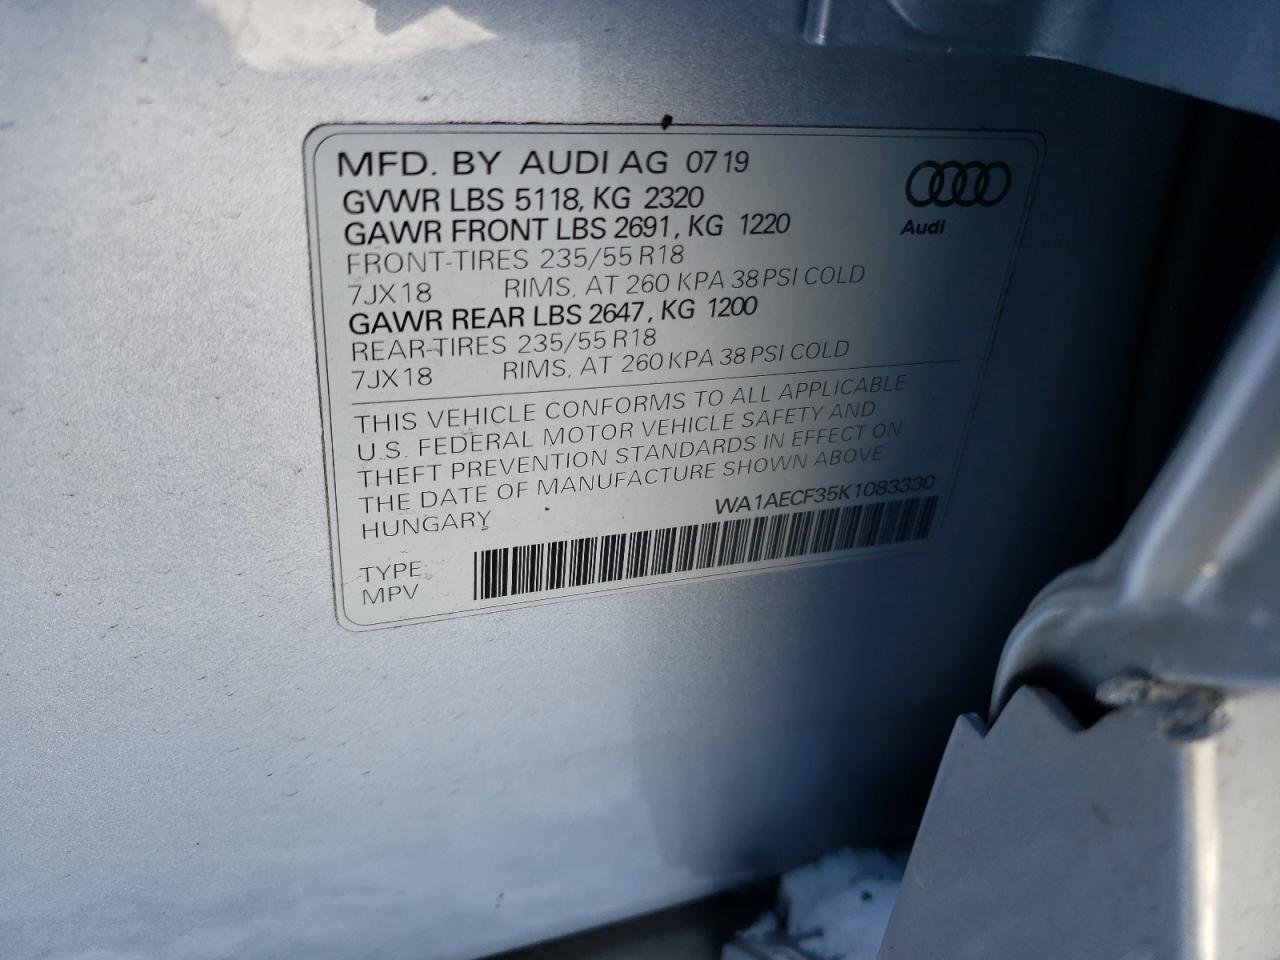 MFD. BY AUDI AG 0719
GVWR LBS 5118, KG 2320
GAWR FRONT LBS 2691, KG 1220
FRONT-TIRES 235/55 R18
7JX18 RIMS, AT 260 KPA 38 PSI COLD
GAWR REAR LBS 2647, KG 1200
REAR-TIRES 235/55 R18
7JX18 RIMS, AT 260 KPA 38 PSI COLD
Audi
THIS VEHICLE CONFORMS TO ALL APPLICABLE
U.S. FEDERAL MOTOR VEHICLE SAFETY AND
THEFT PREVENTION STANDARDS IN EFFECT ON
THE DATE OF MANUFACTURE SHOWN ABOVE
HUNGARY
WA1AECF35K1083330
TYPE:
MPV